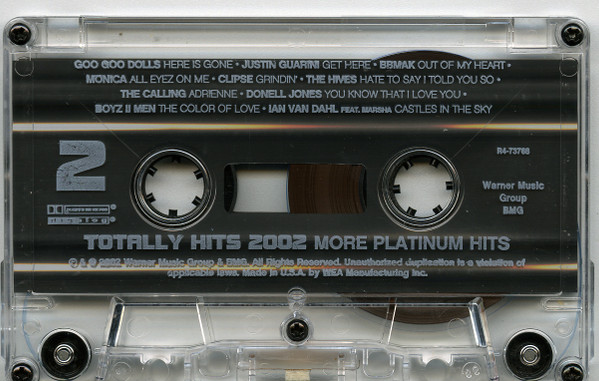 GOO GOO DOLLS HERE IS GONE • JUSTIN GUARINI GET HERE • BBMAK OUT OF MY HEART •
MONICA ALL EYEZ ON ME • CLIPSE GRINDIN' • THE HIVES HATE TO SAY I TOLD YOU SO •
THE CALLING ADRIENNE • DONELL JONES YOU KNOW THAT I LOVE YOU •
BOYZ II MEN THE COLOR OF LOVE • IAN VAN DAHL FEAT. MARSHA CASTLES IN THE SKY
2
R4-73768
Warner Music
Group
BMG
TOTALLY HITS 2002 MORE PLATINUM HITS
℗ & © 2002 Warner Music Group & BMG. All Rights Reserved. Unauthorized duplication is a violation of
applicable laws. Made in U.S.A. by WEA Manufacturing Inc.